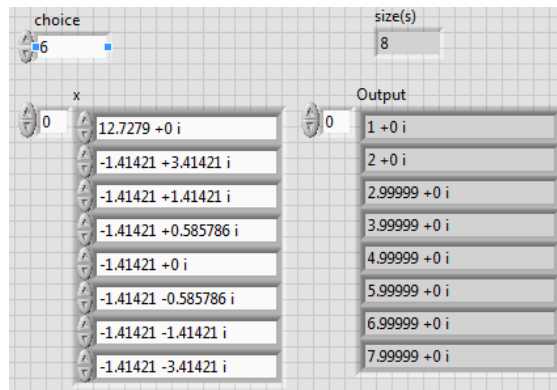 choice
size(s)
6
8
x
Output
0
12.7279 +0 i
0
1 +0 i
-1.41421 +3.41421 i
2 +0 i
-1.41421 +1.41421 i
2.99999 +0 i
-1.41421 +0.585786 i
3.99999 +0 i
-1.41421 +0 i
4.99999 +0 i
-1.41421 -0.585786 i
5.99999 +0 i
-1.41421 -1.41421 i
6.99999 +0 i
-1.41421 -3.41421 i
7.99999 +0 i